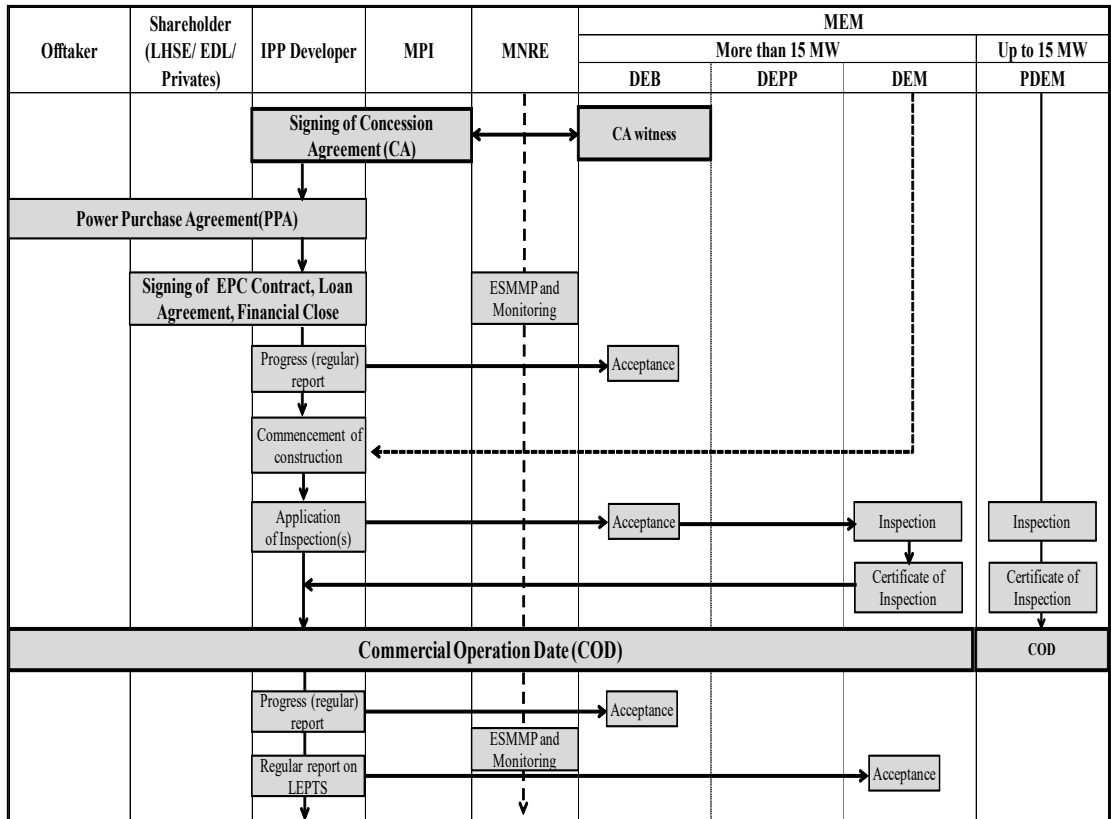 Offtaker
Shareholder
(LHSE/ EDL/
Privates)
IPP Developer
MPI
MNRE
MEM
More than 15 MW
Up to 15 MW
DEB
DEPP
DEM
PDEM
Signing of Concession
Agreement (CA)
CA witness
Power Purchase Agreement(PPA)
Signing of EPC Contract, Loan
Agreement, Financial Close
ESMMP and
Monitoring
Progress (regular)
report
Acceptance
Commencement of
construction
Application
of Inspection(s)
Acceptance
Inspection
Inspection
Certificate of
Inspection
Certificate of
Inspection
Commercial Operation Date (COD)
COD
Progress (regular)
report
Acceptance
ESMMP and
Monitoring
Regular report on
LEPTS
Acceptance